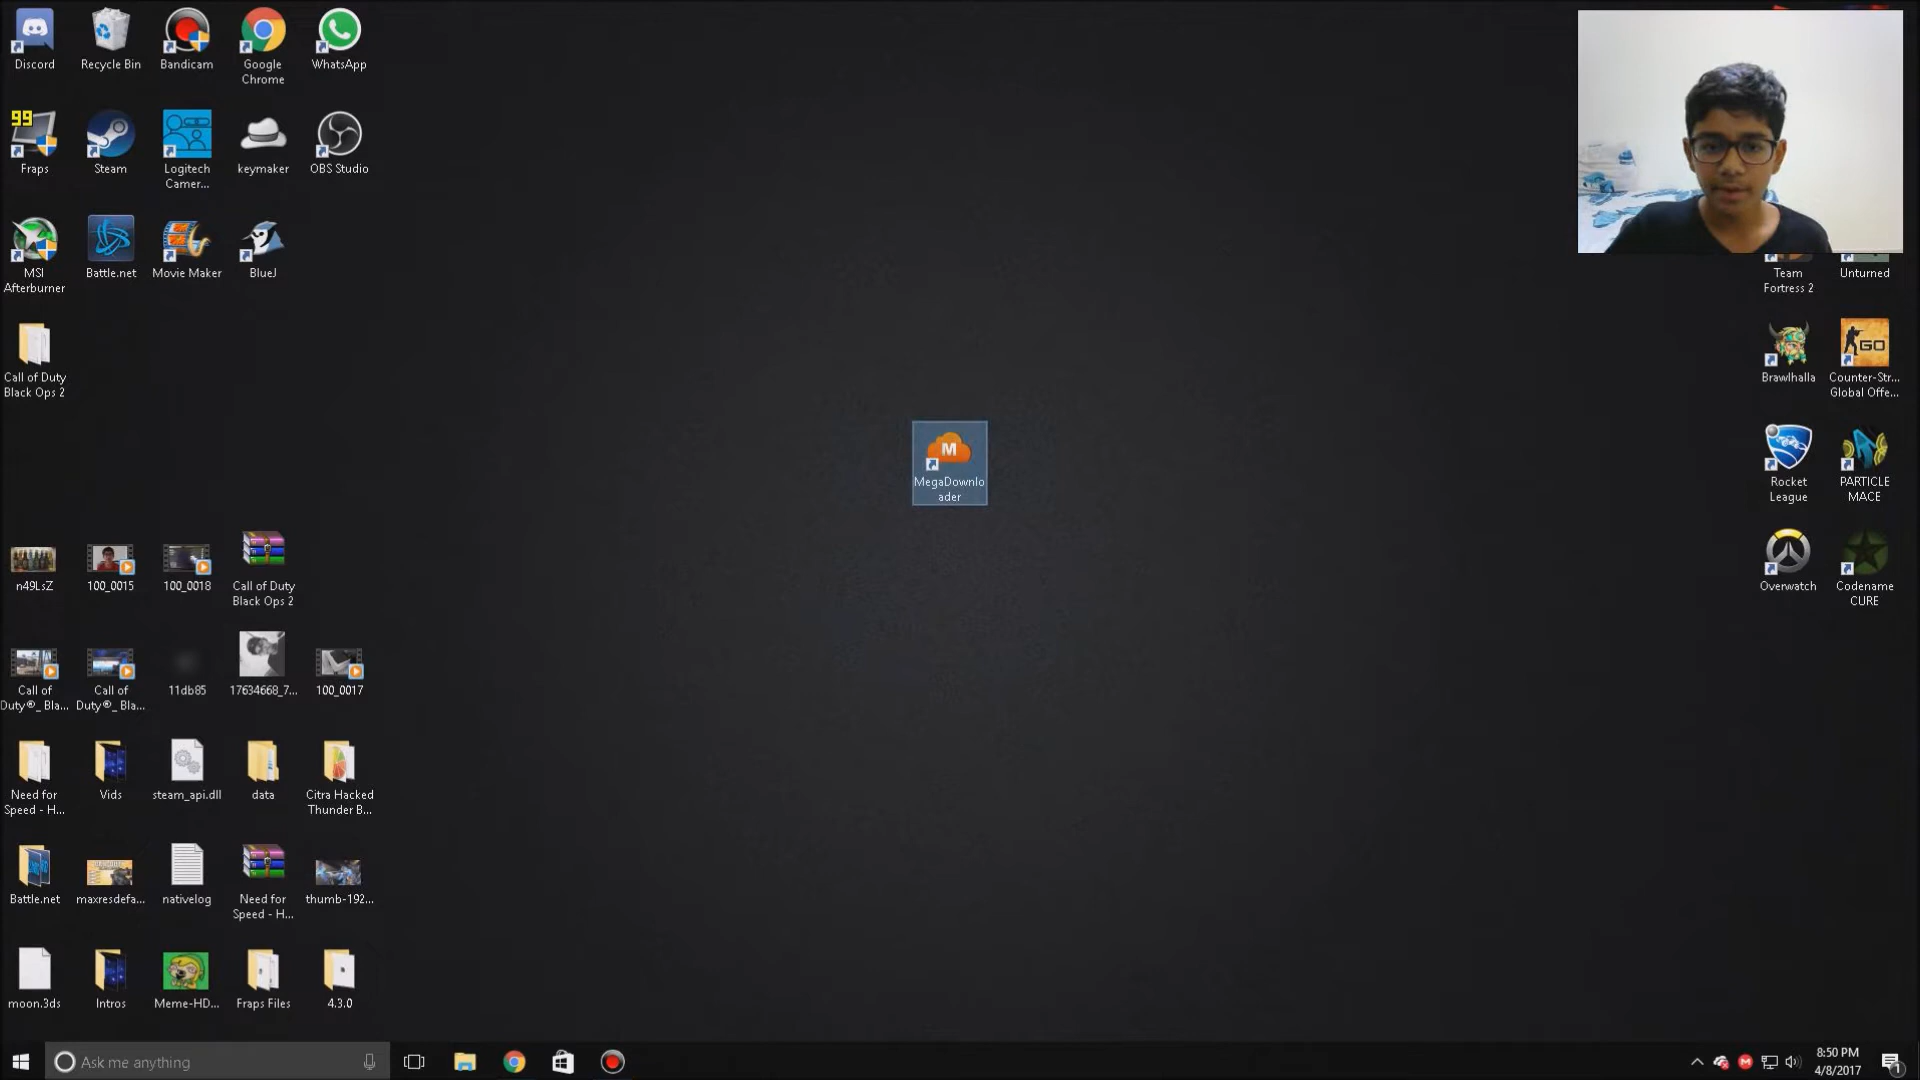 Discord
Recycle Bin
Bandicam
Google
Chrome
WhatsApp
99
Fraps
Steam
Logitech
Camer...
keymaker
OBS Studio
MSI
Afterburner
Battle.net
Movie Maker
BlueJ
Team
Fortress 2
Unturned
Call of Duty
Black Ops 2
GO
Brawlhalla
Counter-Str...
Global Offe...
M
MegaDownlo
ader
Rocket
League
PARTICLE
MACE
n49LsZ
100_0015
100_0018
Call of Duty
Black Ops 2
Overwatch
Codename
CURE
Call of
Duty®_ Bla...
Call of
Duty®_ Bla...
11db85
17634668_7...
100_0017
Need for
Speed - H...
Vids
steam_api.dll
data
Citra Hacked
Thunder B...
Battle.net
maxresdefa...
nativelog
Need for
Speed - H...
thumb-192...
moon.3ds
Intros
Meme-HD...
Fraps Files
4.3.0
Ask me anything
8:50 PM
4/8/2017
1